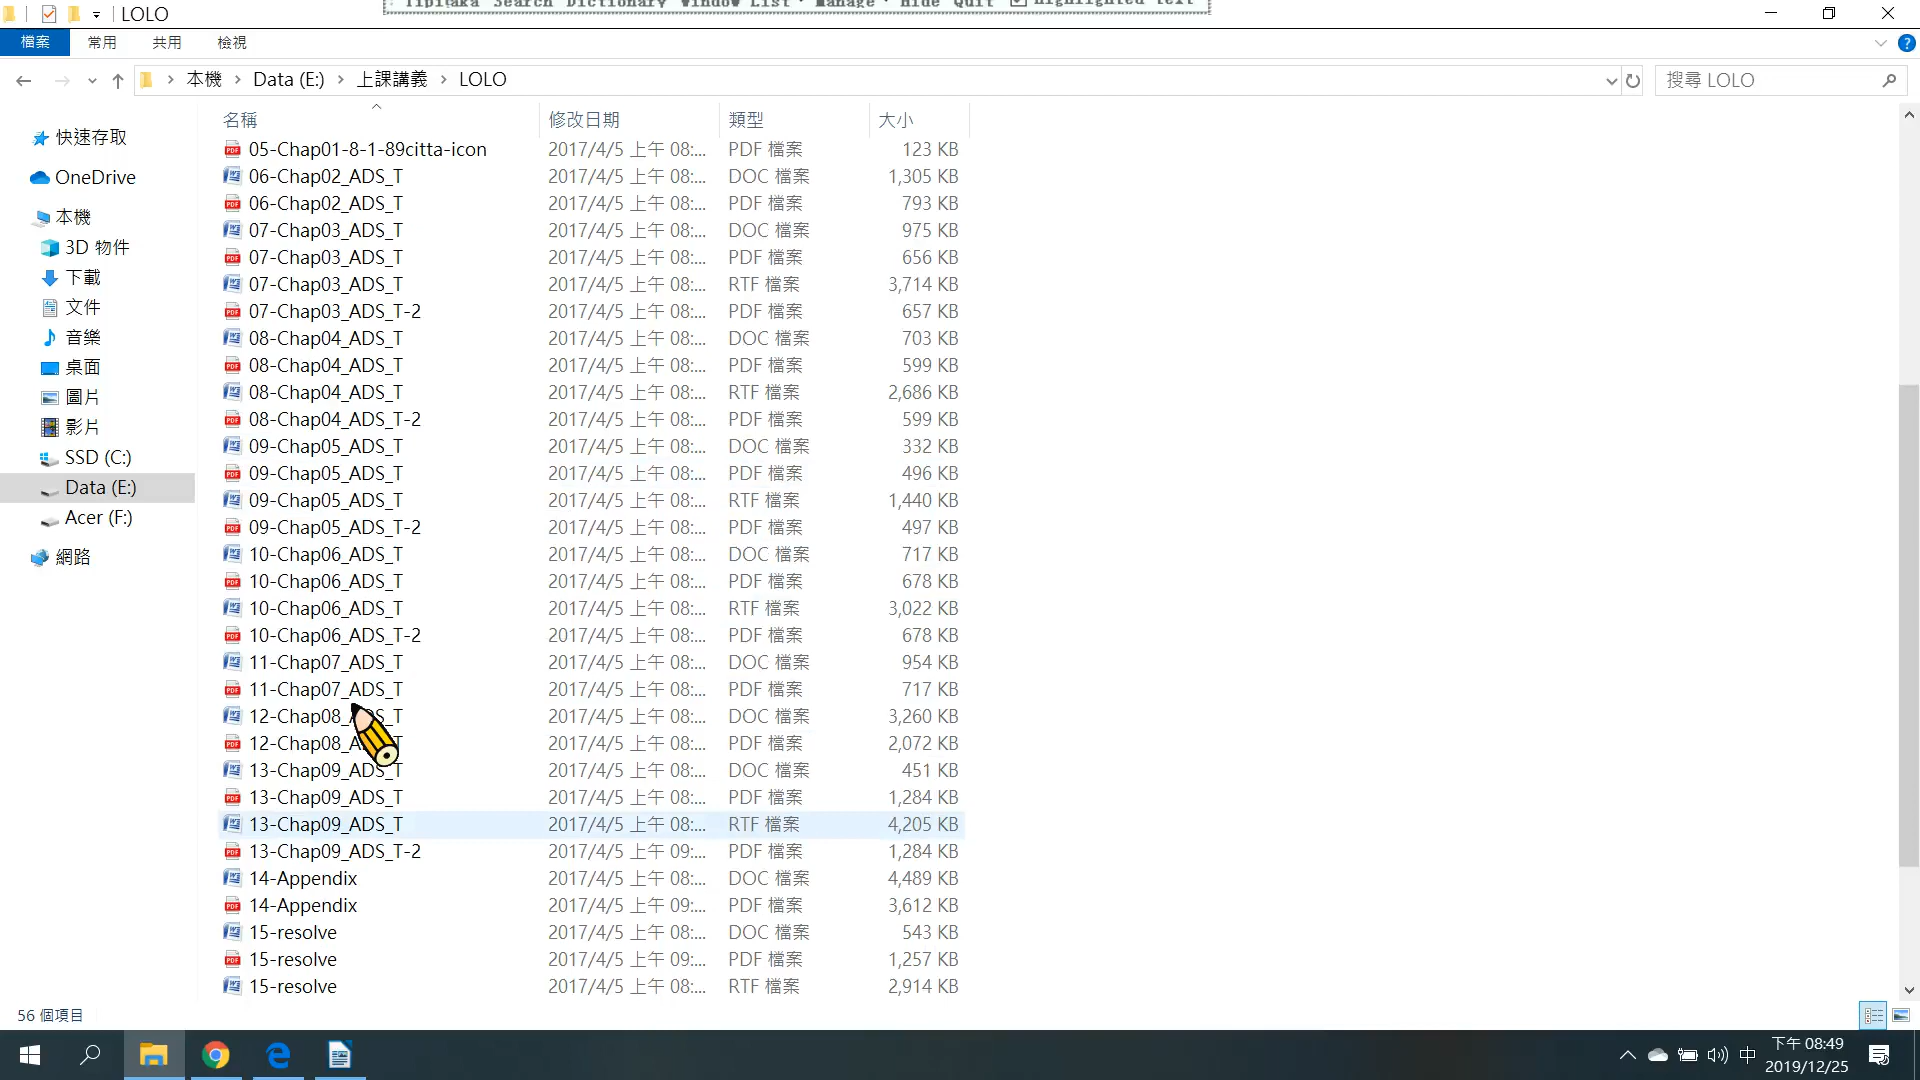 LOLO
Tipiṭaka Search Dictionary Window List Manage Hide Quit Highlighted text
檔案 常用 共用 檢視
本機 Data (E:) 上課講義 LOLO
搜尋 LOLO
名稱 修改日期 類型 大小
快速存取
OneDrive
本機
3D 物件
下載
文件
音樂
桌面
圖片
影片
SSD (C:)
Data (E:)
Acer (F:)
網路
05-Chap01-8-1-89citta-icon 2017/4/5 上午 08:... PDF 檔案 123 KB
06-Chap02_ADS_T 2017/4/5 上午 08:... DOC 檔案 1,305 KB
06-Chap02_ADS_T 2017/4/5 上午 08:... PDF 檔案 793 KB
07-Chap03_ADS_T 2017/4/5 上午 08:... DOC 檔案 975 KB
07-Chap03_ADS_T 2017/4/5 上午 08:... PDF 檔案 656 KB
07-Chap03_ADS_T 2017/4/5 上午 08:... RTF 檔案 3,714 KB
07-Chap03_ADS_T-2 2017/4/5 上午 08:... PDF 檔案 657 KB
08-Chap04_ADS_T 2017/4/5 上午 08:... DOC 檔案 703 KB
08-Chap04_ADS_T 2017/4/5 上午 08:... PDF 檔案 599 KB
08-Chap04_ADS_T 2017/4/5 上午 08:... RTF 檔案 2,686 KB
08-Chap04_ADS_T-2 2017/4/5 上午 08:... PDF 檔案 599 KB
09-Chap05_ADS_T 2017/4/5 上午 08:... DOC 檔案 332 KB
09-Chap05_ADS_T 2017/4/5 上午 08:... PDF 檔案 496 KB
09-Chap05_ADS_T 2017/4/5 上午 08:... RTF 檔案 1,440 KB
09-Chap05_ADS_T-2 2017/4/5 上午 08:... PDF 檔案 497 KB
10-Chap06_ADS_T 2017/4/5 上午 08:... DOC 檔案 717 KB
10-Chap06_ADS_T 2017/4/5 上午 08:... PDF 檔案 678 KB
10-Chap06_ADS_T 2017/4/5 上午 08:... RTF 檔案 3,022 KB
10-Chap06_ADS_T-2 2017/4/5 上午 08:... PDF 檔案 678 KB
11-Chap07_ADS_T 2017/4/5 上午 08:... DOC 檔案 954 KB
11-Chap07_ADS_T 2017/4/5 上午 08:... PDF 檔案 717 KB
12-Chap08_ADS_T 2017/4/5 上午 08:... DOC 檔案 3,260 KB
12-Chap08_ADS_T 2017/4/5 上午 08:... PDF 檔案 2,072 KB
13-Chap09_ADS_T 2017/4/5 上午 08:... DOC 檔案 451 KB
13-Chap09_ADS_T 2017/4/5 上午 08:... PDF 檔案 1,284 KB
13-Chap09_ADS_T 2017/4/5 上午 08:... RTF 檔案 4,205 KB
13-Chap09_ADS_T-2 2017/4/5 上午 09:... PDF 檔案 1,284 KB
14-Appendix 2017/4/5 上午 08:... DOC 檔案 4,489 KB
14-Appendix 2017/4/5 上午 09:... PDF 檔案 3,612 KB
15-resolve 2017/4/5 上午 08:... DOC 檔案 543 KB
15-resolve 2017/4/5 上午 09:... PDF 檔案 1,257 KB
15-resolve 2017/4/5 上午 08:... RTF 檔案 2,914 KB
56 個項目
中
下午 08:49
2019/12/25